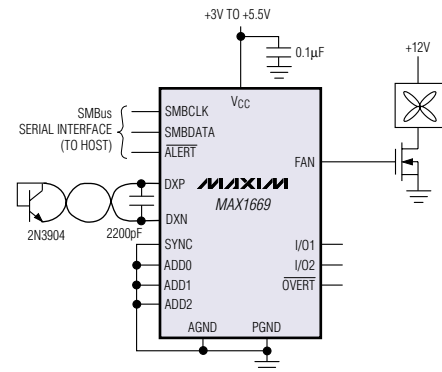 +3V TO +5.5V
0.1µF
+12V
VCC
SMBus
SERIAL INTERFACE
(TO HOST)
SMBCLK
SMBDATA
ALERT
FAN
DXP
MAXIM
MAX1669
DXN
2N3904
2200pF
SYNC
ADD0
ADD1
ADD2
I/O1
I/O2
OVERT
AGND
PGND